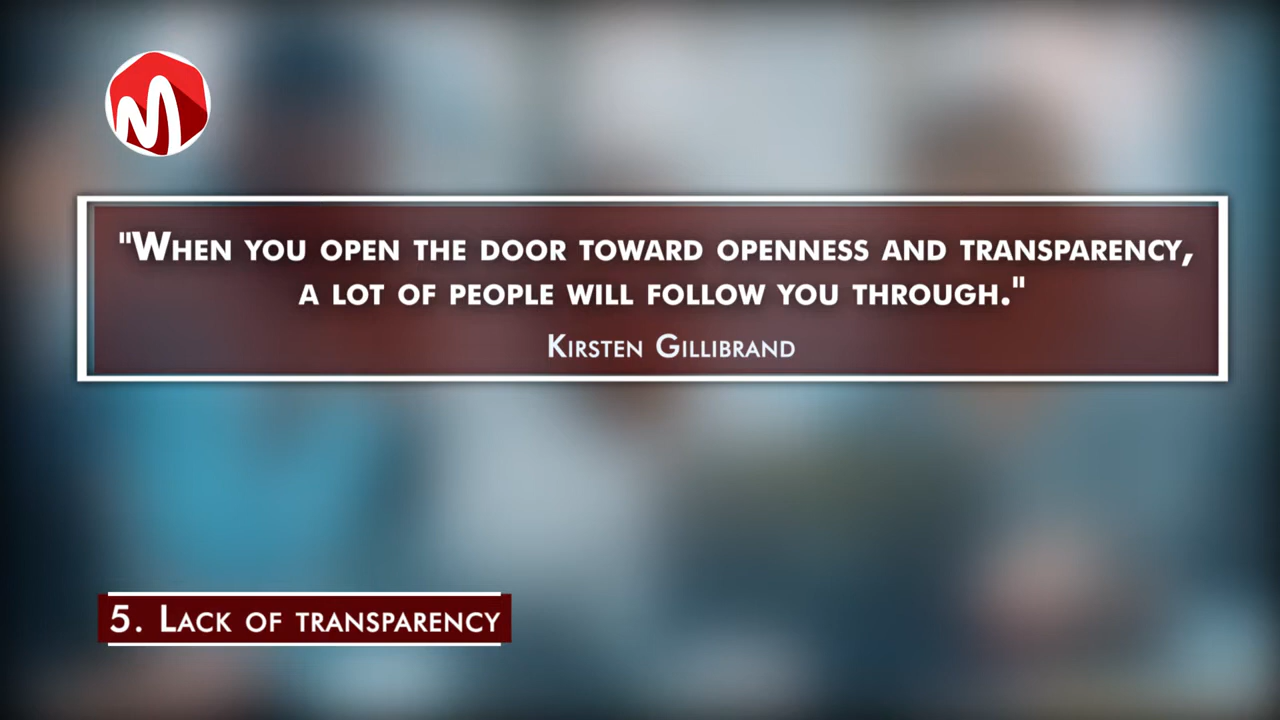 "When you open the door toward openness and transparency,
a lot of people will follow you through."
Kirsten Gillibrand
5. Lack of transparency